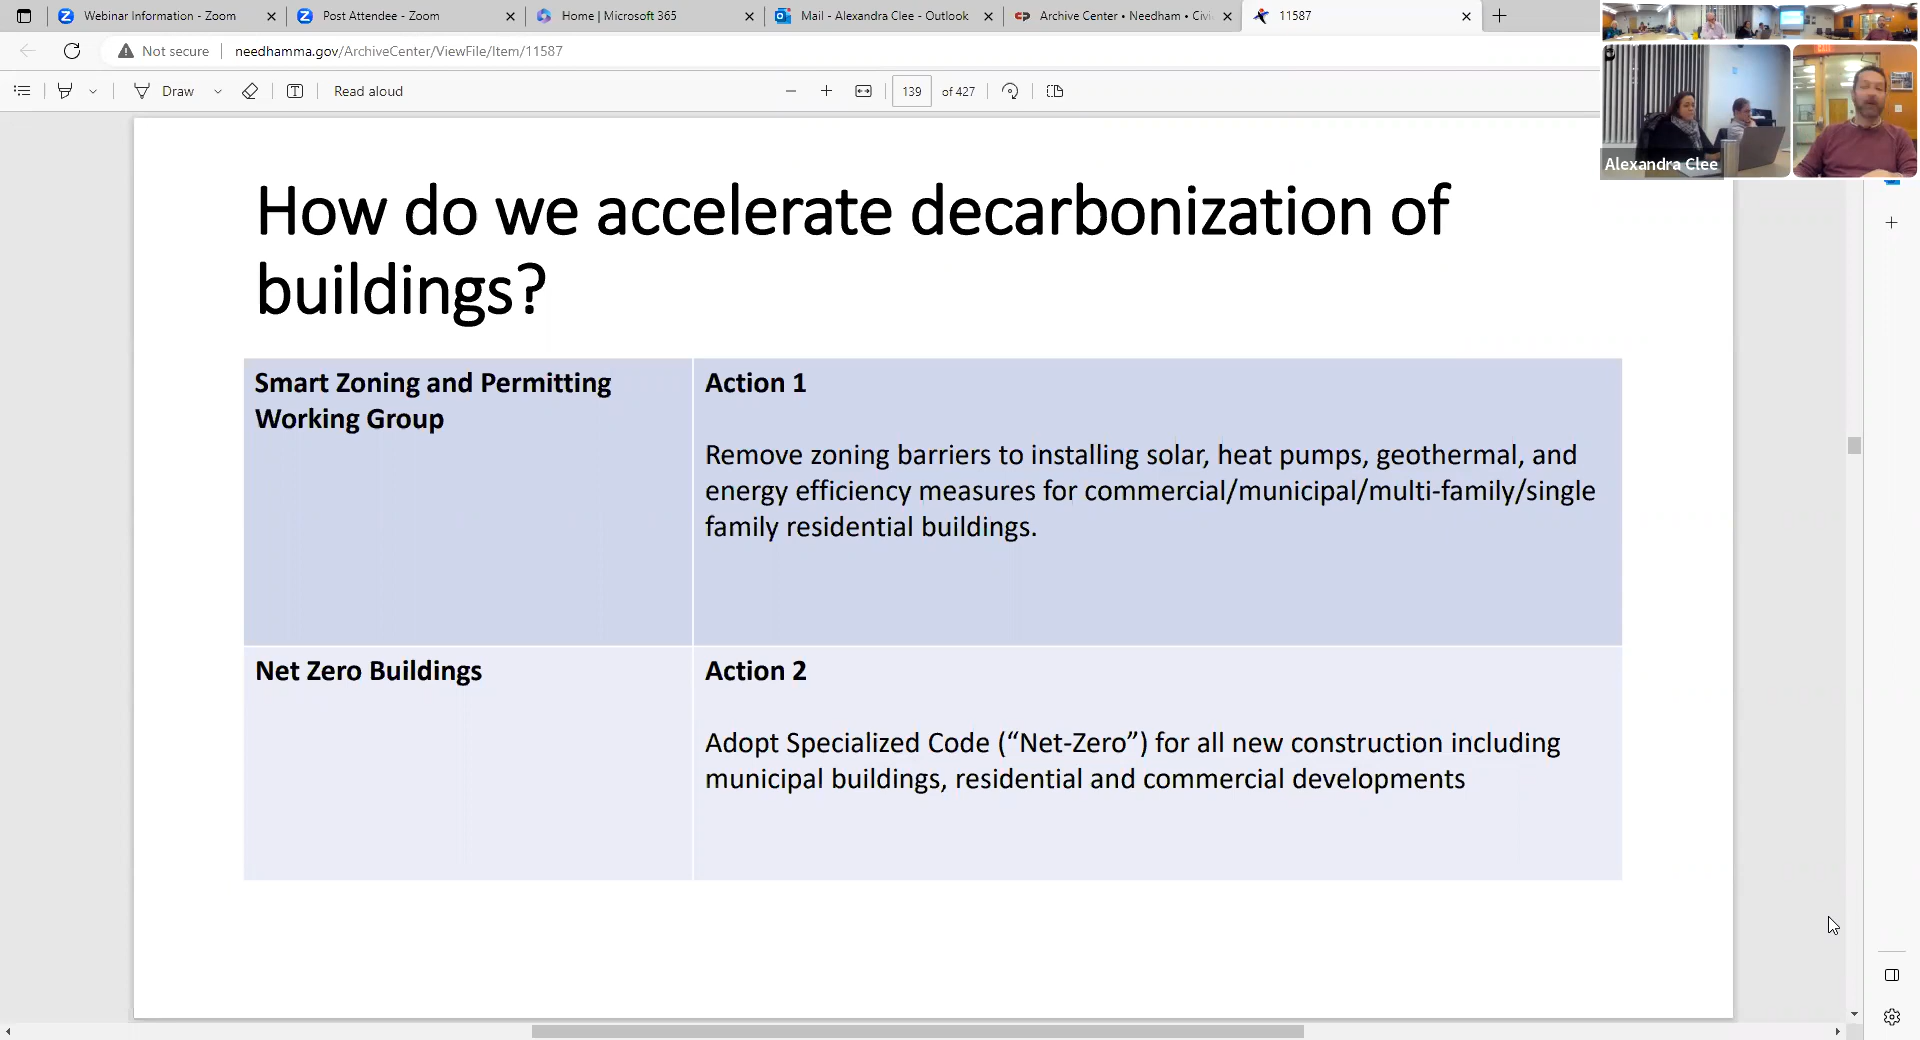 Webinar Information - Zoom
Post Attendee - Zoom
Home | Microsoft 365
Mail - Alexandra Clee - Outlook
Archive Center • Needham • Civi
11587
Not secure
needhamma.gov/ArchiveCenter/ViewFile/Item/11587
Draw
Read aloud
139
of 427
Alexandra Clee
How do we accelerate decarbonization of
buildings?
Smart Zoning and Permitting
Working Group
Action 1
Remove zoning barriers to installing solar, heat pumps, geothermal, and
energy efficiency measures for commercial/municipal/multi-family/single
family residential buildings.
Net Zero Buildings
Action 2
Adopt Specialized Code (“Net-Zero”) for all new construction including
municipal buildings, residential and commercial developments